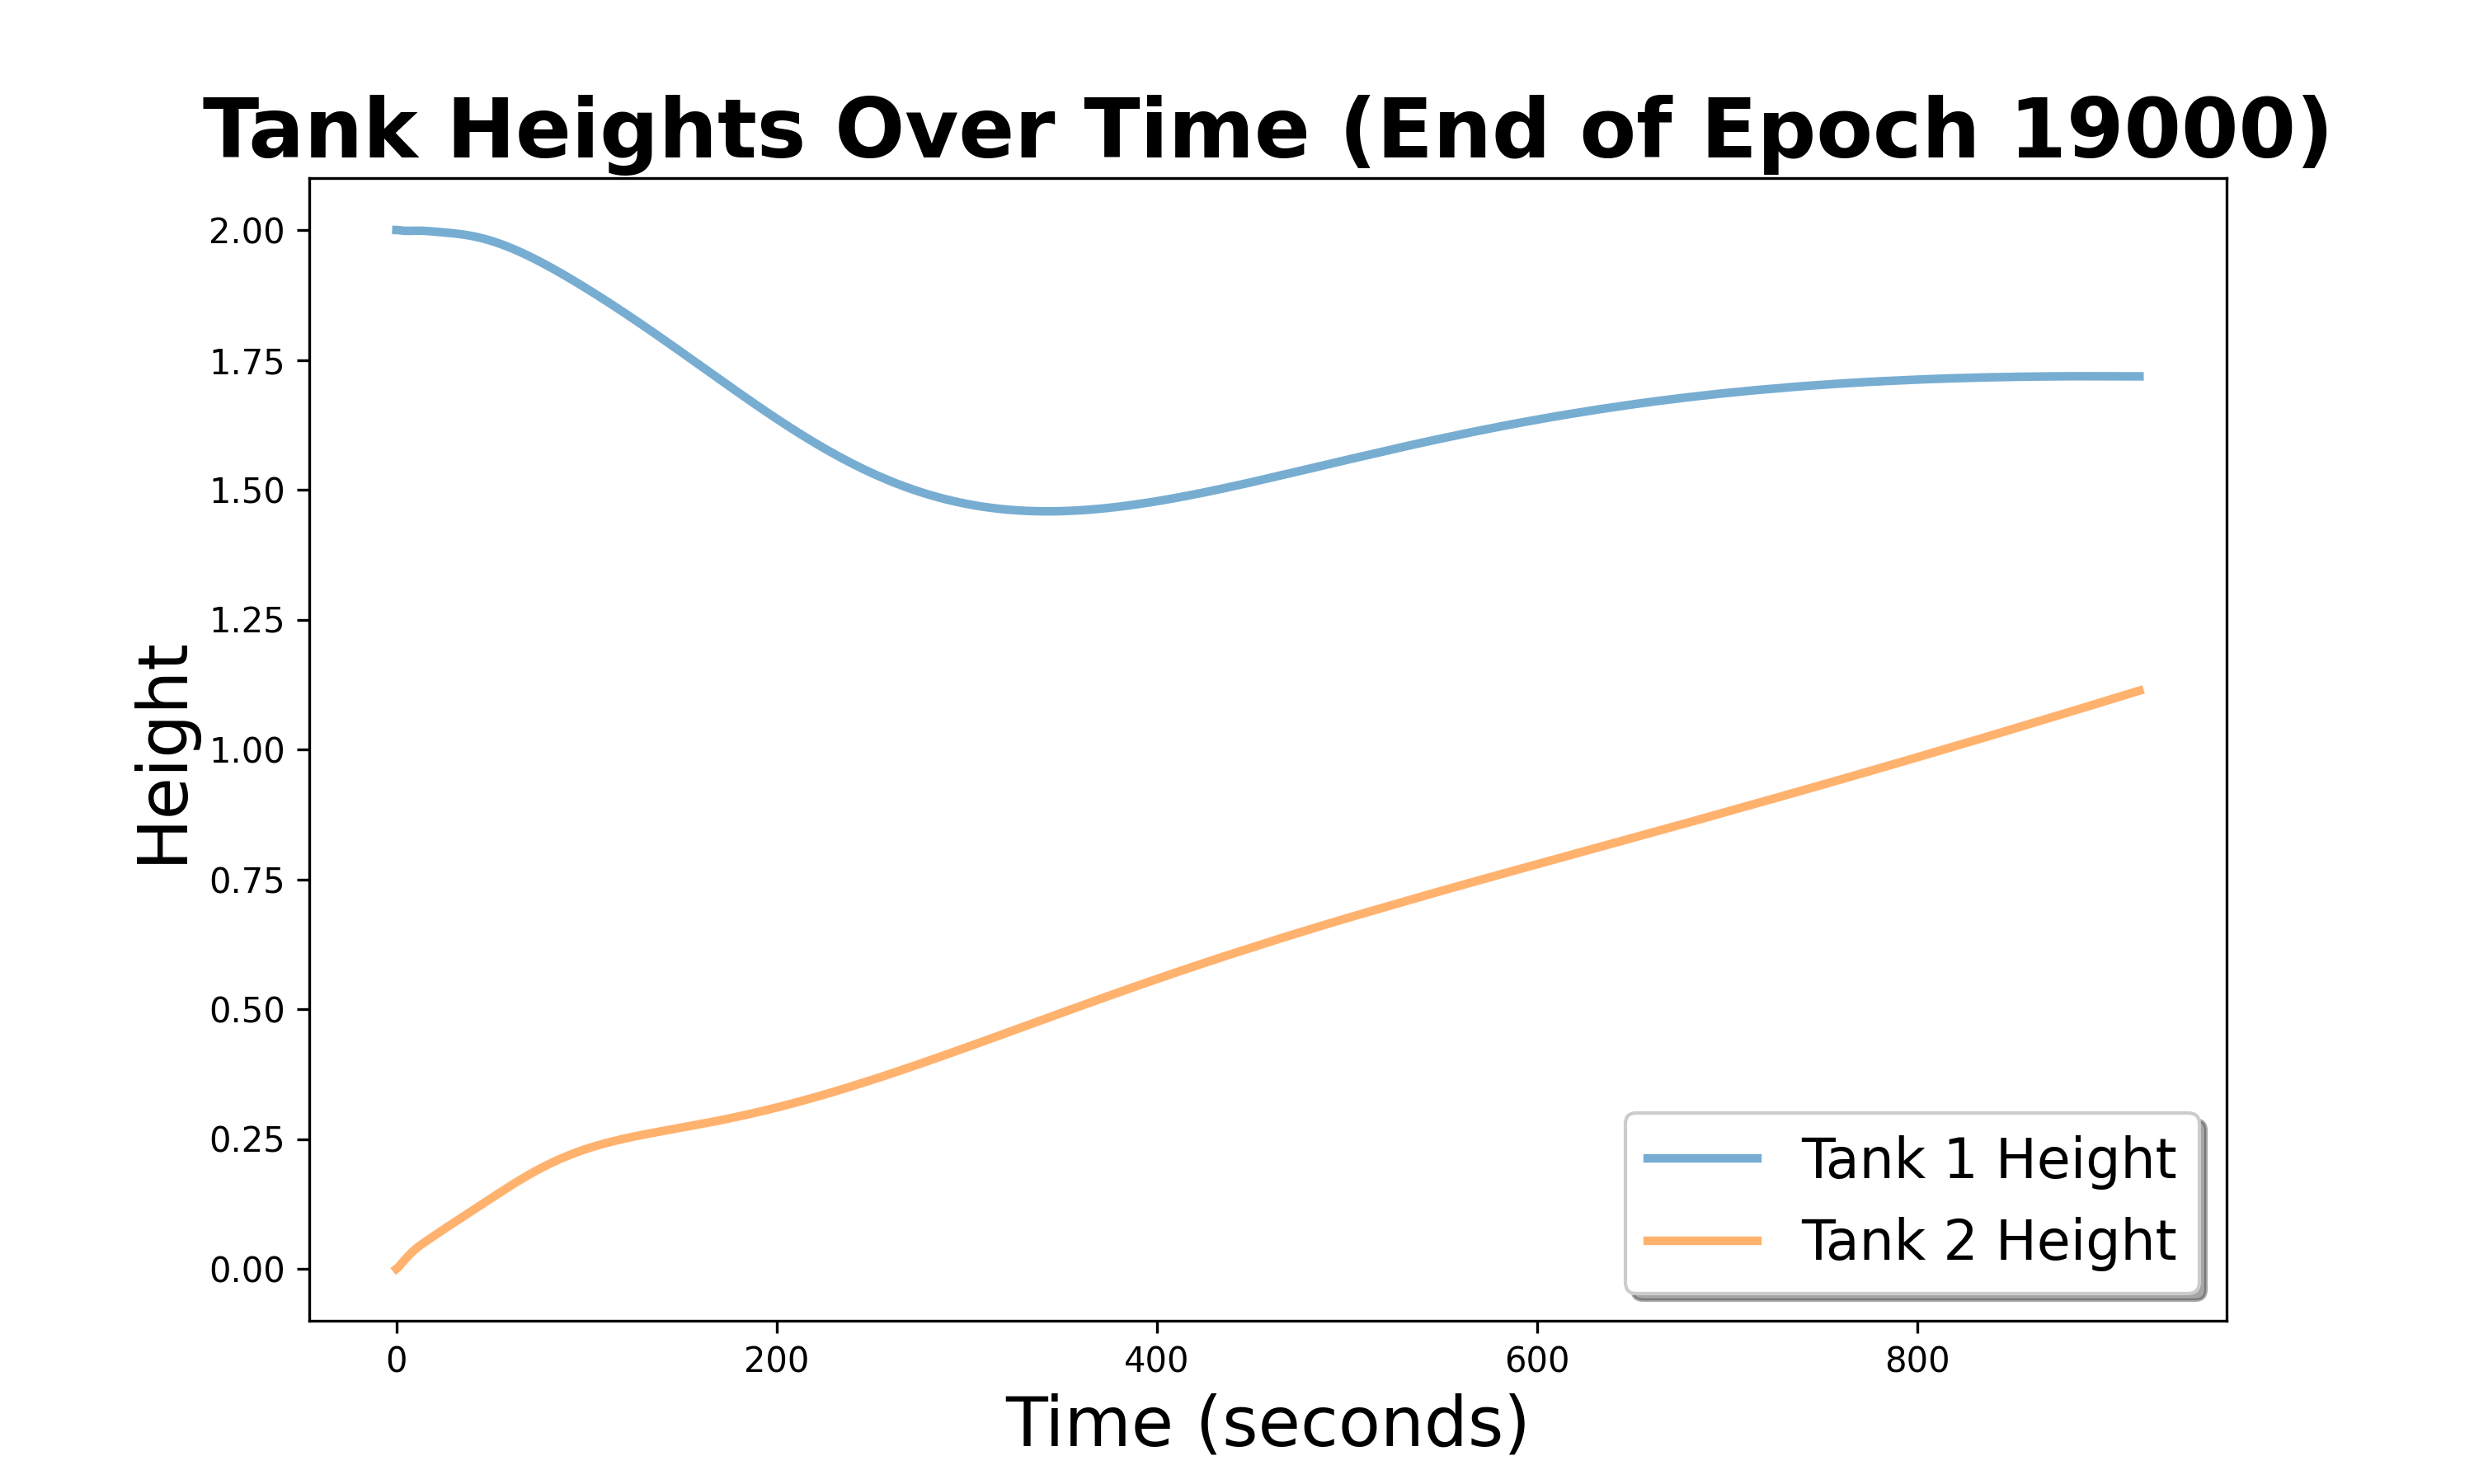 Tank Heights Over Time (End of Epoch 19000)
Height
2.00
1.75
1.50
1.25
1.00
0.75
0.50
0.25
0.00
Tank 1 Height
Tank 2 Height
0 200 400 600 800
Time (seconds)